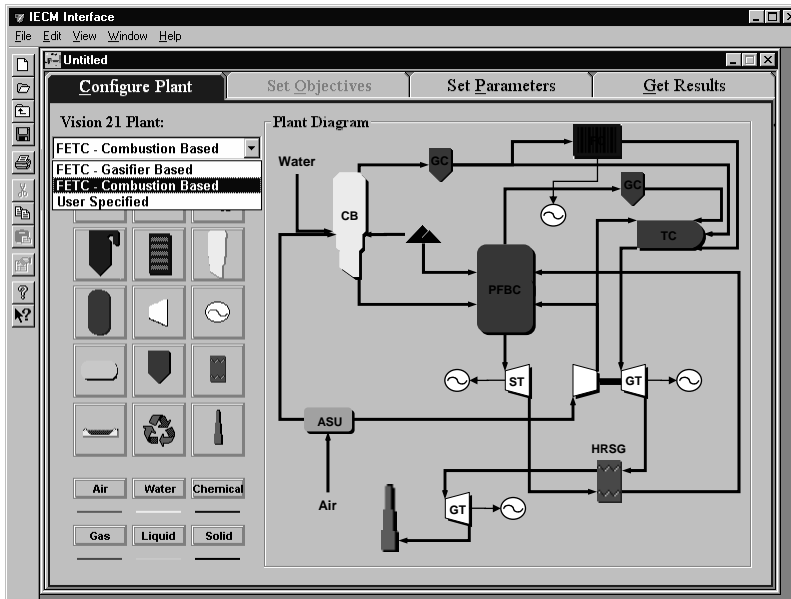 IECM Interface
File Edit View Window Help
Untitled
Configure Plant
Set Objectives
Set Parameters
Get Results
Vision 21 Plant:
FETC - Combustion Based
FETC - Gasifier Based
FETC - Combustion Based
User Specified
Plant Diagram
Water
GC
GC
CB
TC
PFBC
ST
GT
ASU
HRSG
Air
GT
Air
Water
Chemical
Gas
Liquid
Solid